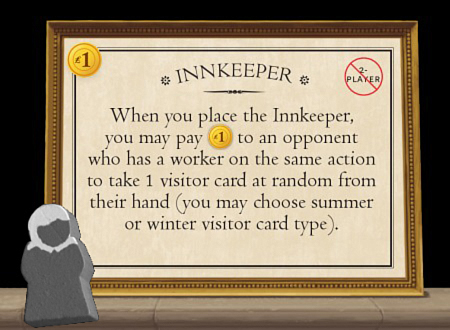 £1
INNKEEPER
2-
PLAYER
When you place the Innkeeper,
you may pay £1 to an opponent
who has a worker on the same action
to take 1 visitor card at random from
their hand (you may choose summer
or winter visitor card type).